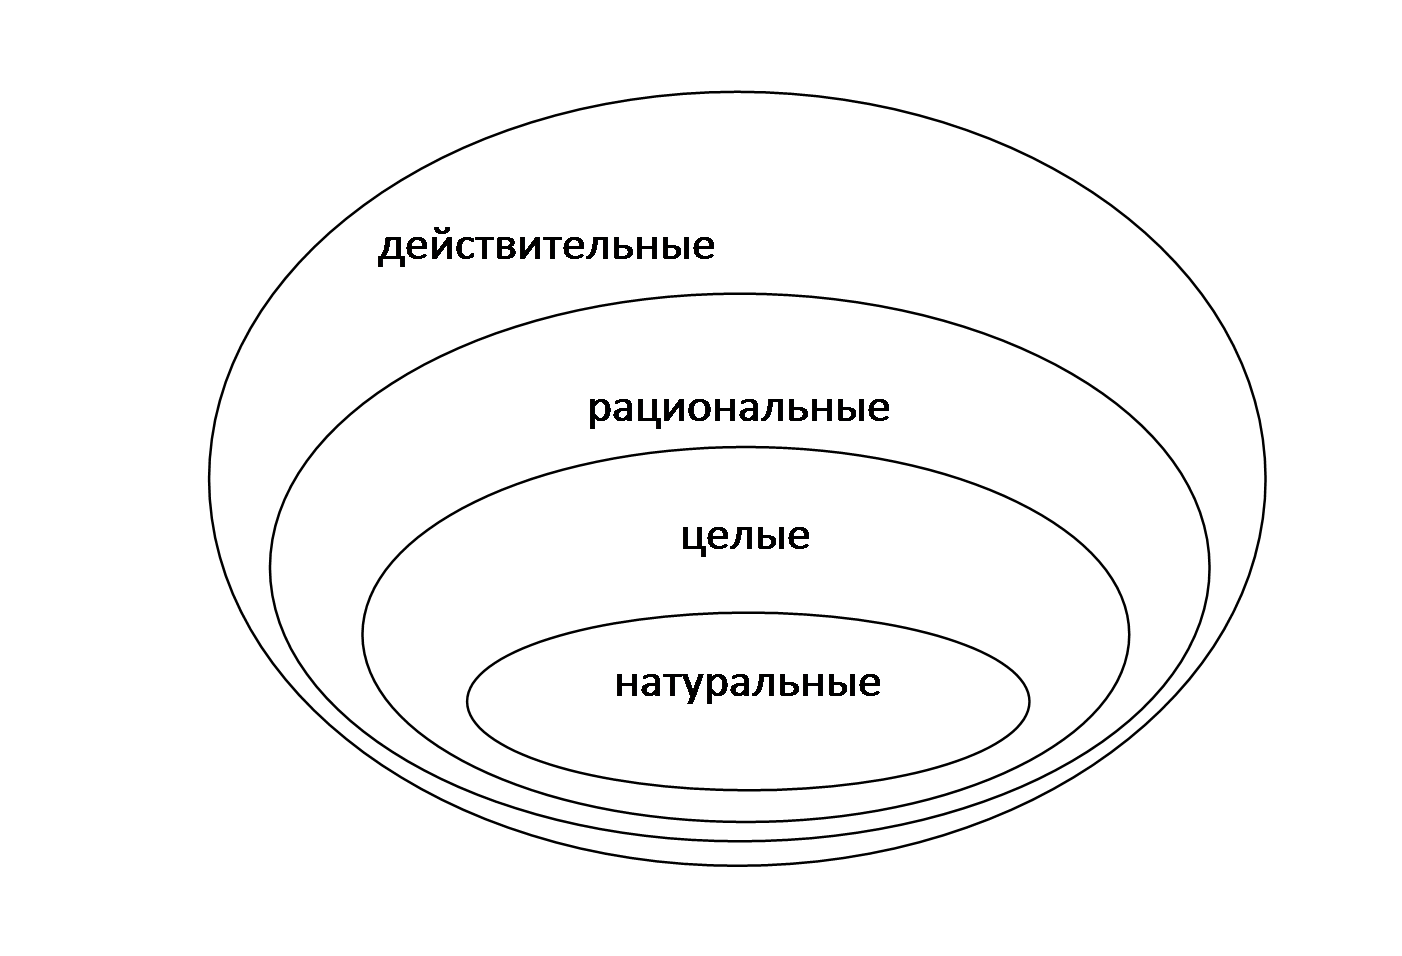 действительные
рациональные
целые
натуральные